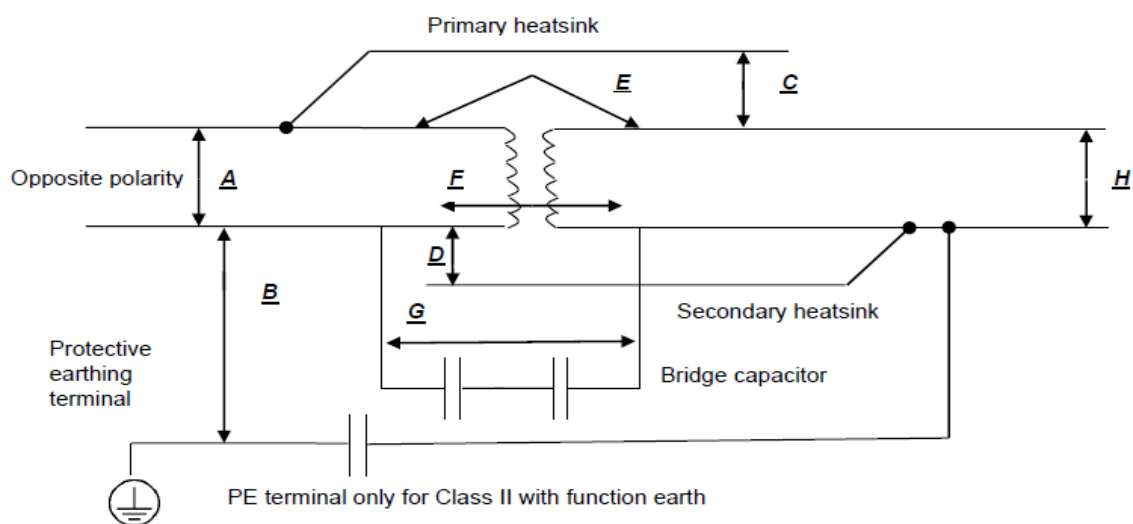 Primary heatsink
E
C
Opposite polarity
A
F
H
D
B
G
Secondary heatsink
Protective
earthing
terminal
Bridge capacitor
PE terminal only for Class II with function earth